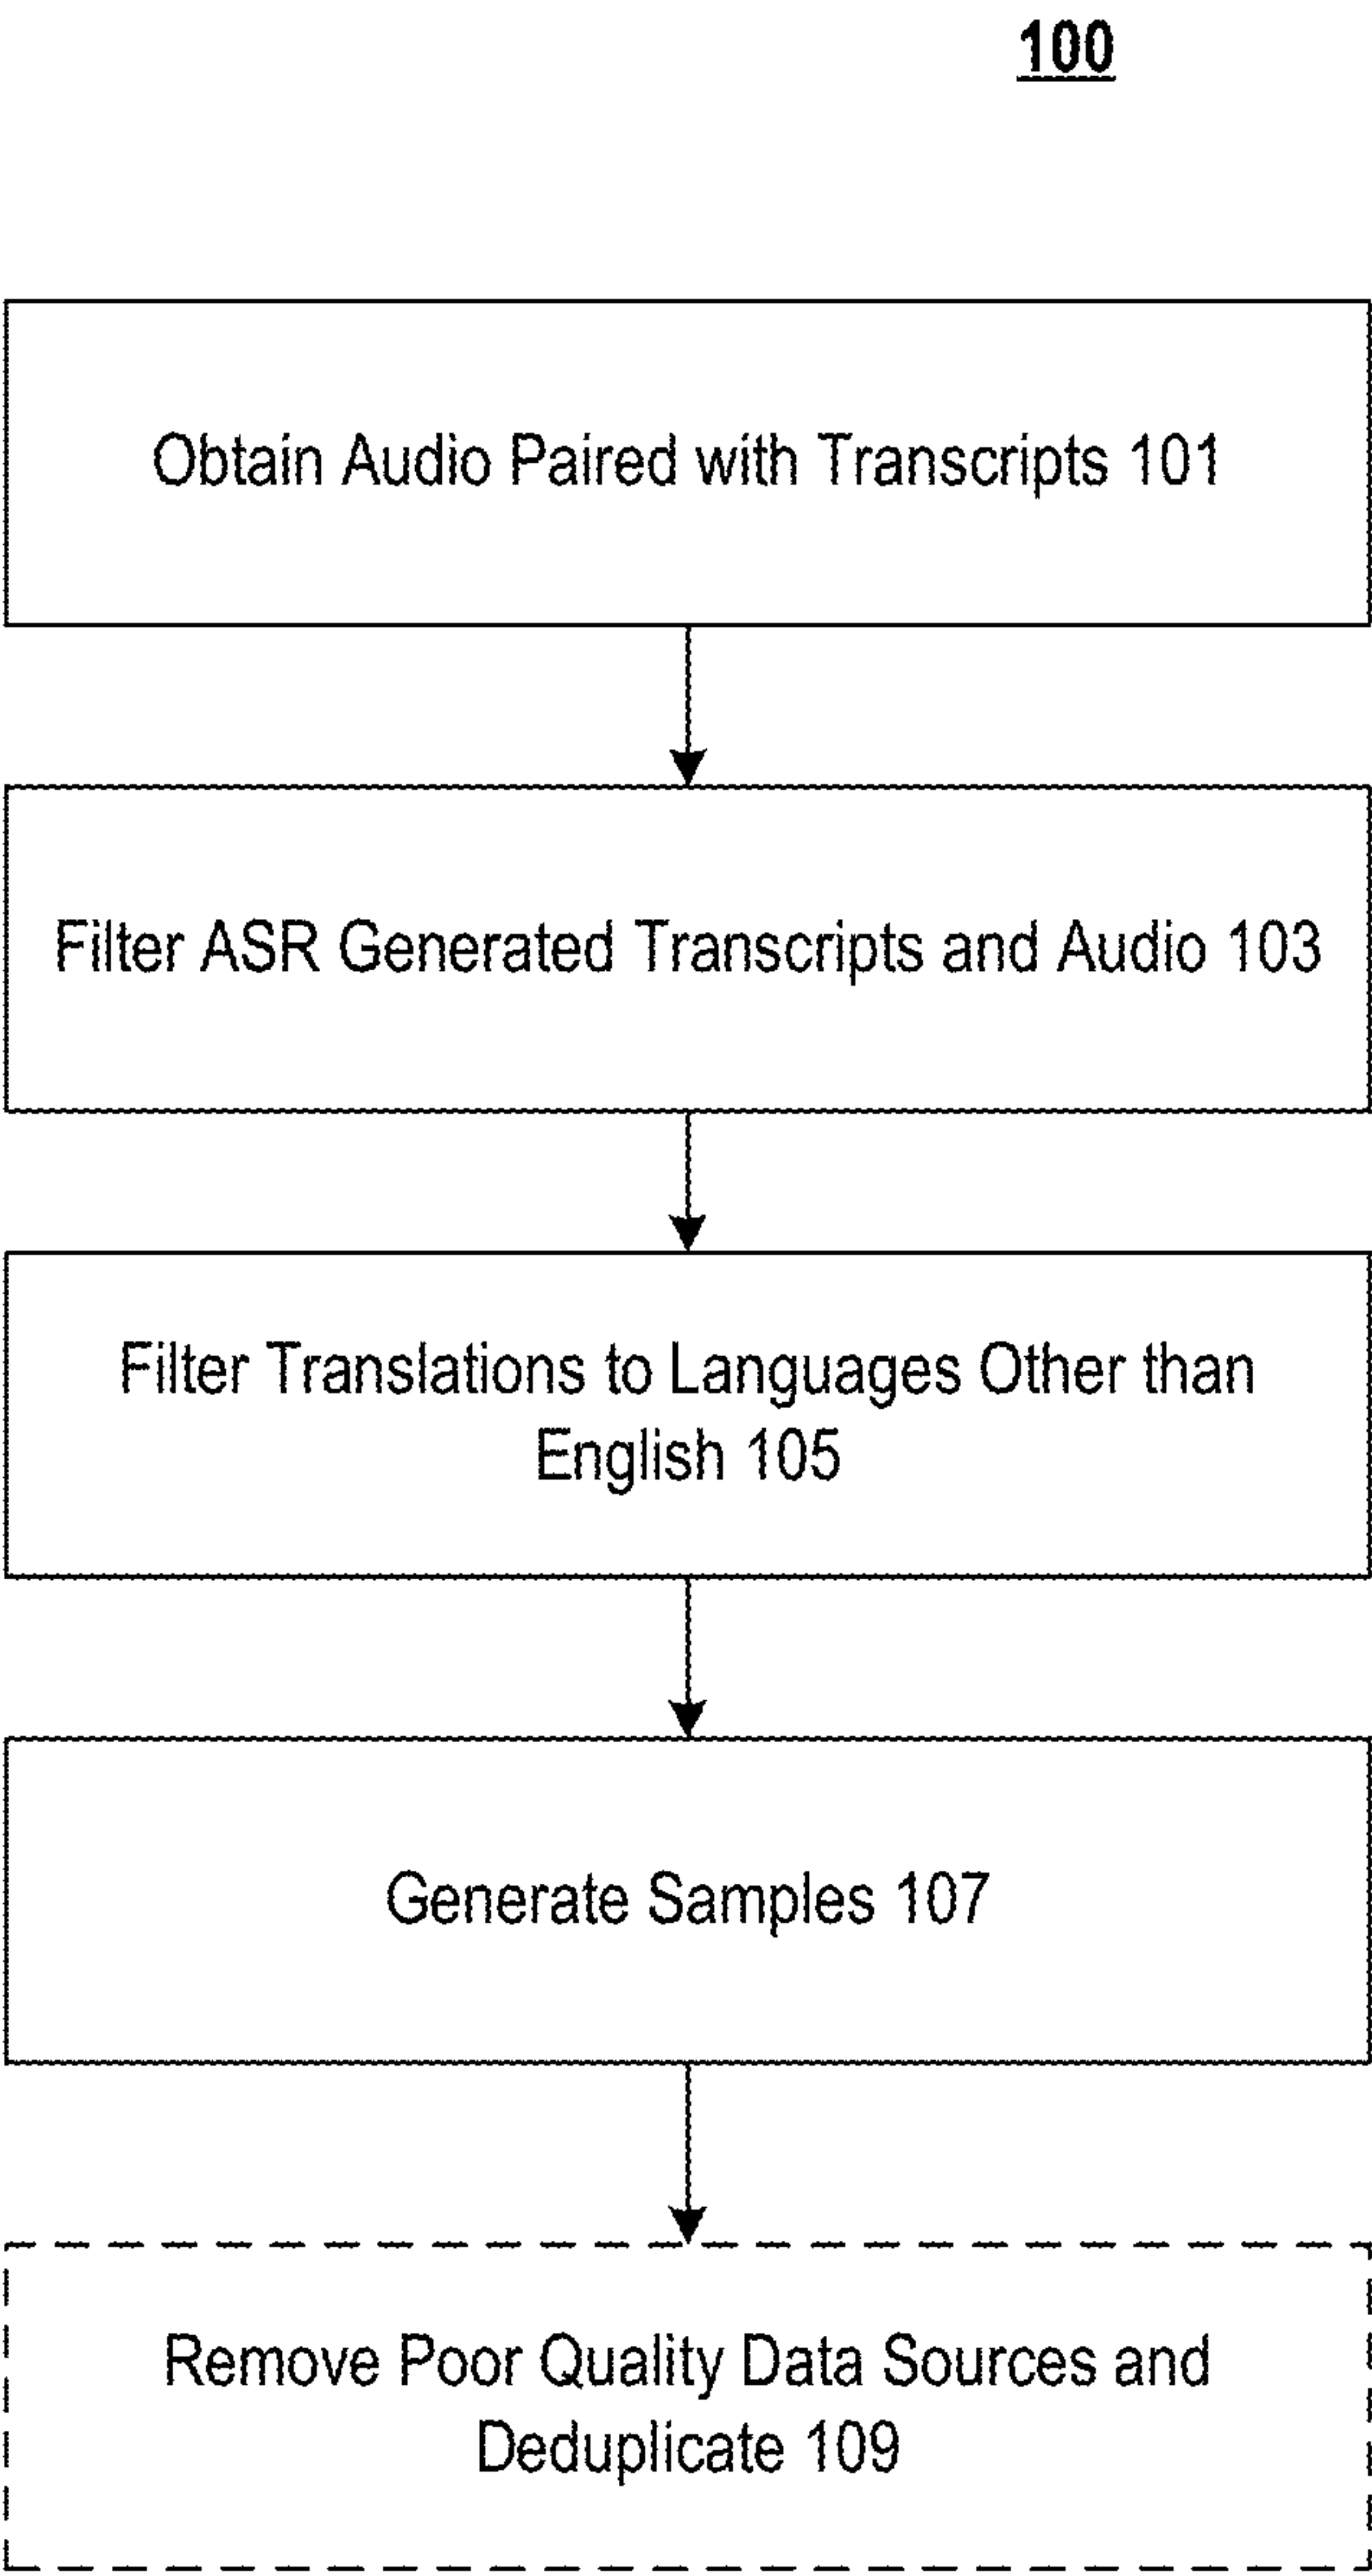 100
Obtain Audio Paired with Transcripts 101
Filter ASR Generated Transcripts and Audio 103
Filter Translations to Languages Other than
English 105
Generate Samples 107
Remove Poor Quality Data Sources and
Deduplicate 109